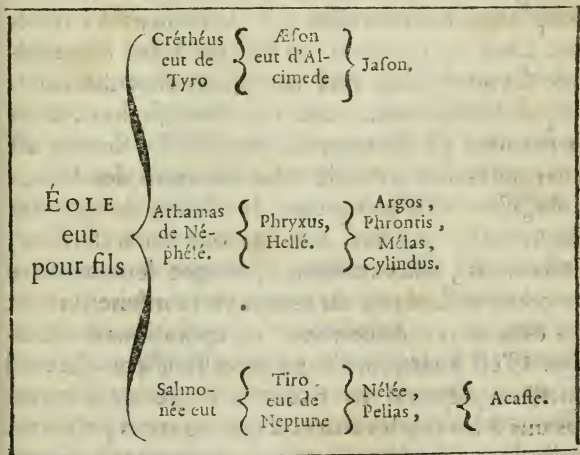 ÉOLE
eut
pour fils
Créthéus
eut de
Tyro
Æſon
eut d'Al-
cimede
Jaſon.
Athamas
de Né-
phélé.
Phryxus,
Hellé.
Argos,
Phrontis,
Mélas,
Cylindus.
Salmo-
née eut
Tiro
eut de
Neptune
Nélée,
Pelias,
Acaſte.